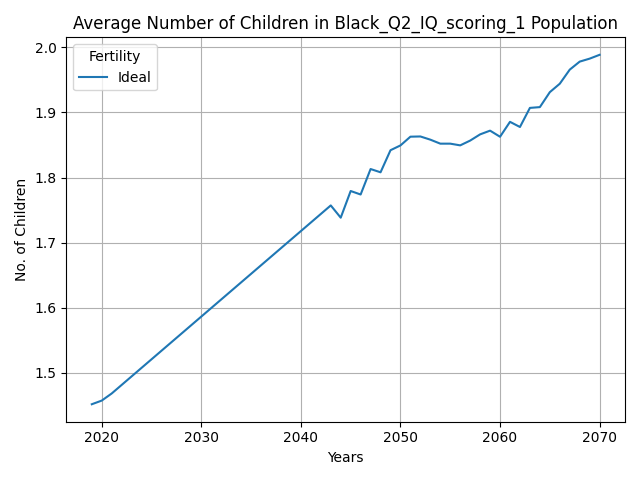 Average Number of Children in Black_Q2_IQ_scoring_1 Population
Fertility
Ideal
2.0
1.9
1.8
1.7
1.6
1.5
No. of Children
2020 2030 2040 2050 2060 2070
Years